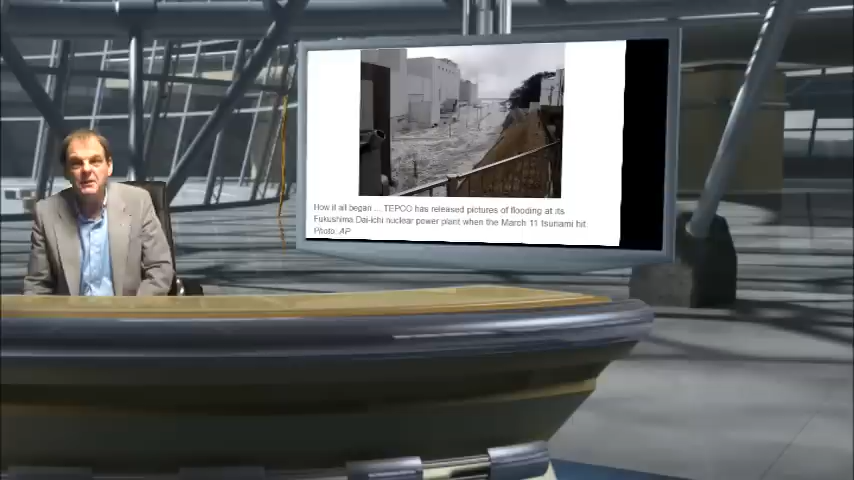 How it all began ... TEPCO has released pictures of flooding at its
Fukushima Dai-ichi nuclear power plant when the March 11 tsunami hit.
Photo: AP